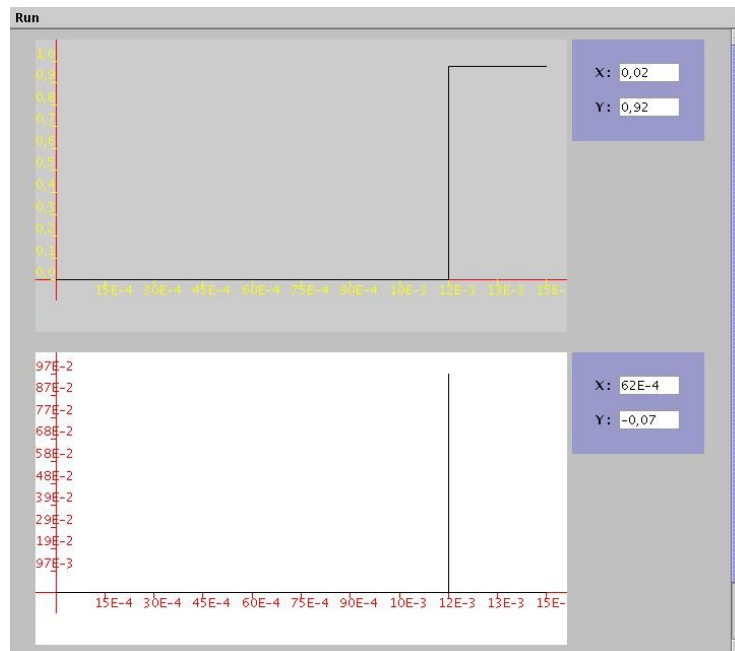 Run
1,0
0,9
0,8
0,7
0,6
0,5
0,4
0,3
0,2
0,1
0,0
15E-4 30E-4 45E-4 60E-4 75E-4 90E-4 10E-3 12E-3 13E-3 15E-
X: 0,02
Y: 0,92
97E-2
87E-2
77E-2
68E-2
58E-2
48E-2
39E-2
29E-2
19E-2
97E-3
15E-4 30E-4 45E-4 60E-4 75E-4 90E-4 10E-3 12E-3 13E-3 15E-
X: 62E-4
Y: -0,07